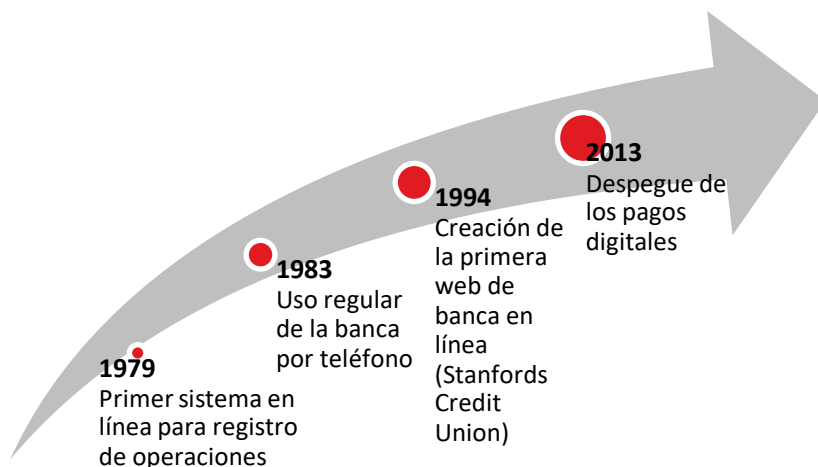 1979
Primer sistema en
línea para registro
de operaciones
1983
Uso regular
de la banca
por teléfono
1994
Creación de
la primera
web de
banca en
línea
(Stanfords
Credit
Union)
2013
Despegue de
los pagos
digitales